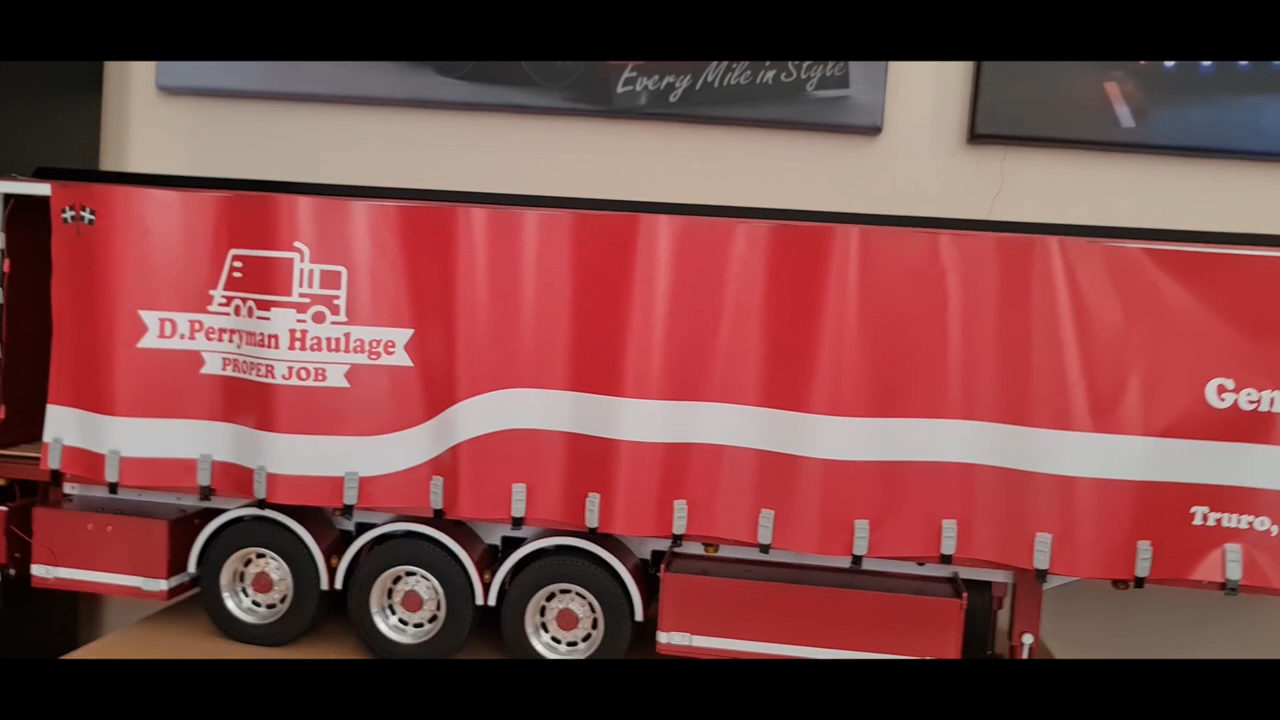 Every Mile in Style
D.Perryman Haulage
PROPER JOB
Gen
Truro,